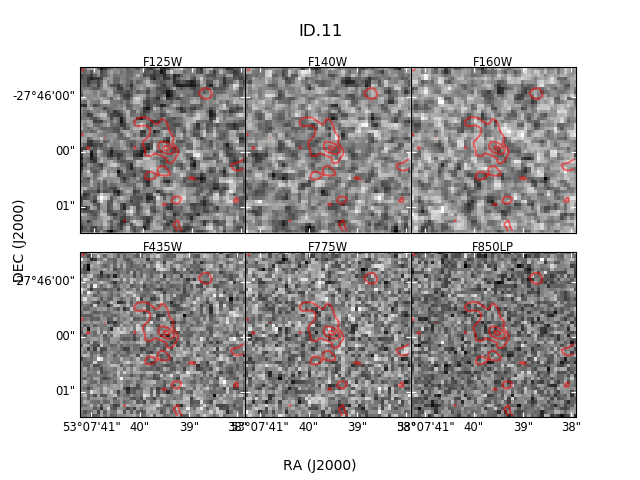 ID.11
F125W F140W F160W
-27°46'00"
00"
01"
F435W F775W F850LP
DEC (J2000)
27°46'00"
00"
01"
53°07'41" 40" 39" 53°07'41" 40" 39" 53°07'41" 40" 39" 38"
RA (J2000)